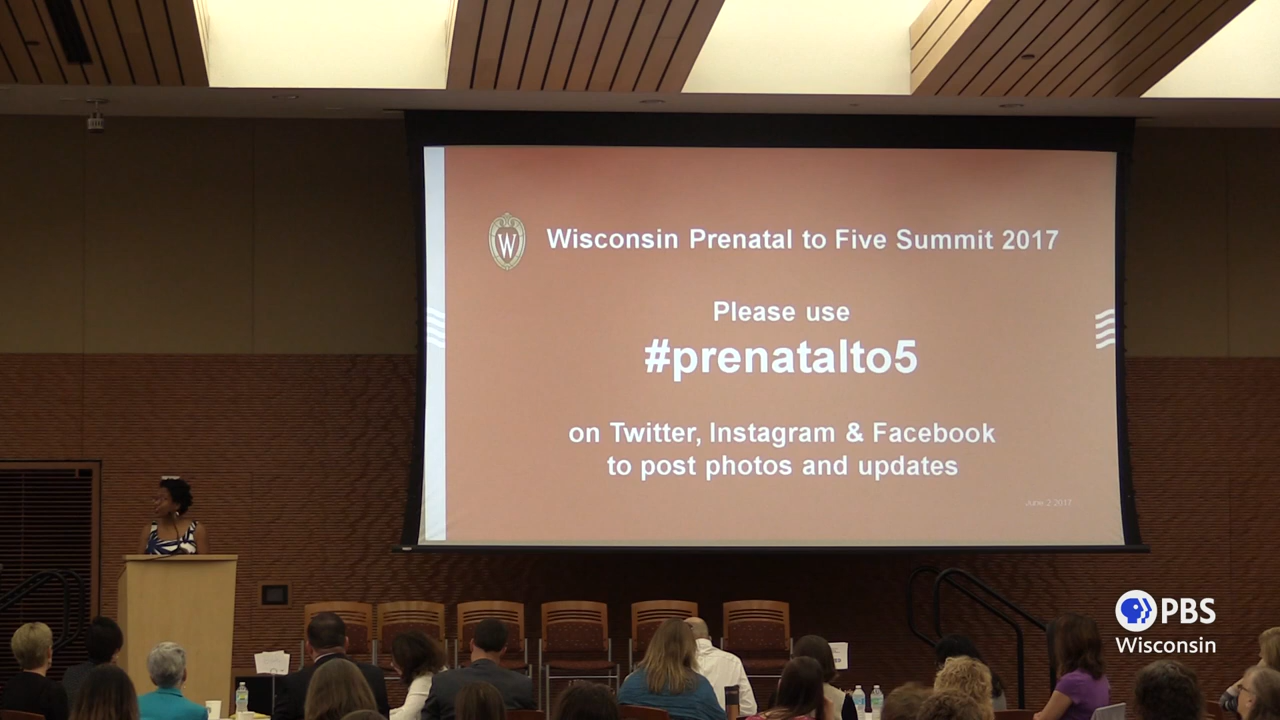 W
Wisconsin Prenatal to Five Summit 2017
Please use
#prenatalto5
on Twitter, Instagram & Facebook
to post photos and updates
June 2 2017
PBS
Wisconsin